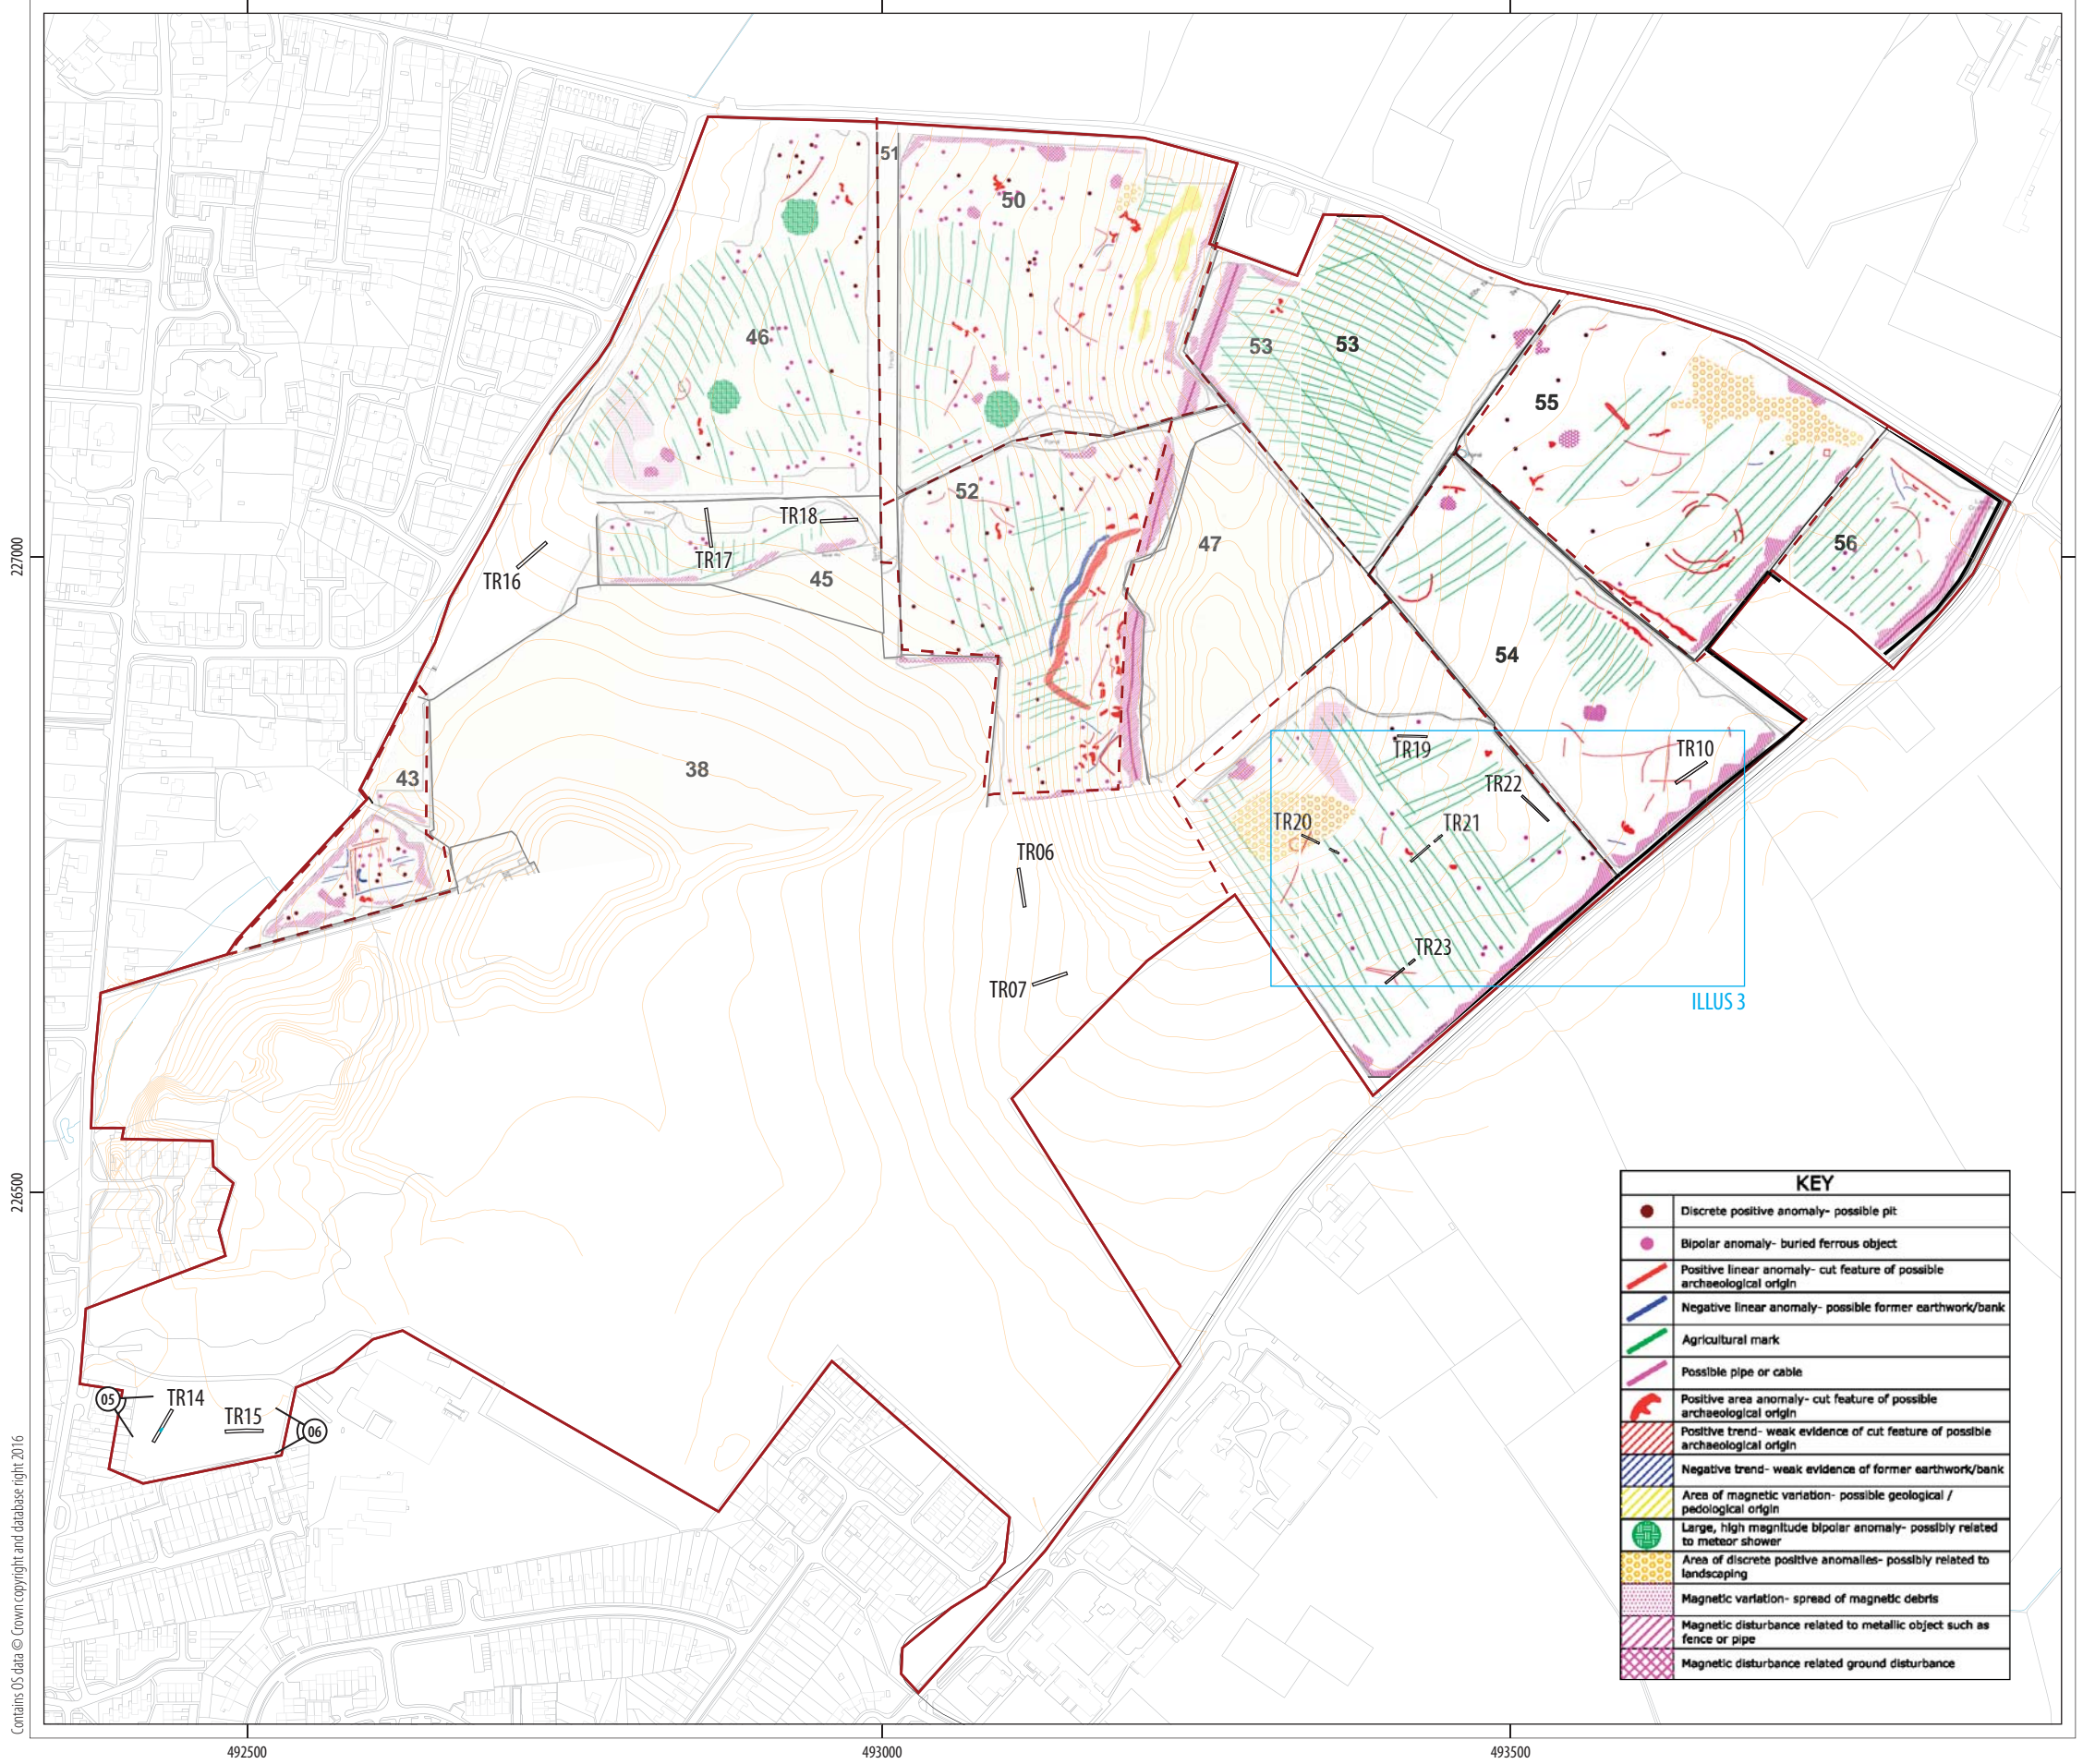 51
50
46
53
53
55
52
47
56
TR18
TR17
TR16
45
54
43
38
TR19
TR10
TR22
TR20
TR21
TR06
TR23
TR07
ILLUS 3
05
TR14
TR15
06
KEY
Discrete positive anomaly- possible pit
Bipolar anomaly- buried ferrous object
Positive linear anomaly- cut feature of possible
archaeological origin
Negative linear anomaly- possible former earthwork/bank
Agricultural mark
Possible pipe or cable
Positive area anomaly- cut feature of possible
archaeological origin
Positive trend- weak evidence of cut feature of possible
archaeological origin
Negative trend- weak evidence of former earthwork/bank
Area of magnetic variation- possible geological /
pedological origin
Large, high magnitude bipolar anomaly- possibly related
to meteor shower
Area of discrete positive anomalies- possibly related to
landscaping
Magnetic variation- spread of magnetic debris
Magnetic disturbance related to metallic object such as
fence or pipe
Magnetic disturbance related ground disturbance
227000
226500
492500
493000
493500
Contains OS data © Crown copyright and database right 2016